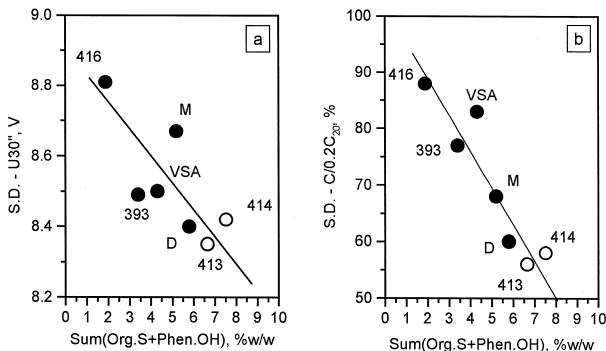 9.0
8.8
8.6
8.4
8.2
S.D. - U30", V
a
416
M
VSA
393
D
414
413
0 1 2 3 4 5 6 7 8 9 10
Sum(Org.S+Phen.OH), %w/w
100
90
80
70
60
50
S.D. - C/0.2C20, %
b
416
VSA
393
M
D
414
413
0 1 2 3 4 5 6 7 8 9 10
Sum(Org.S+Phen.OH), %w/w